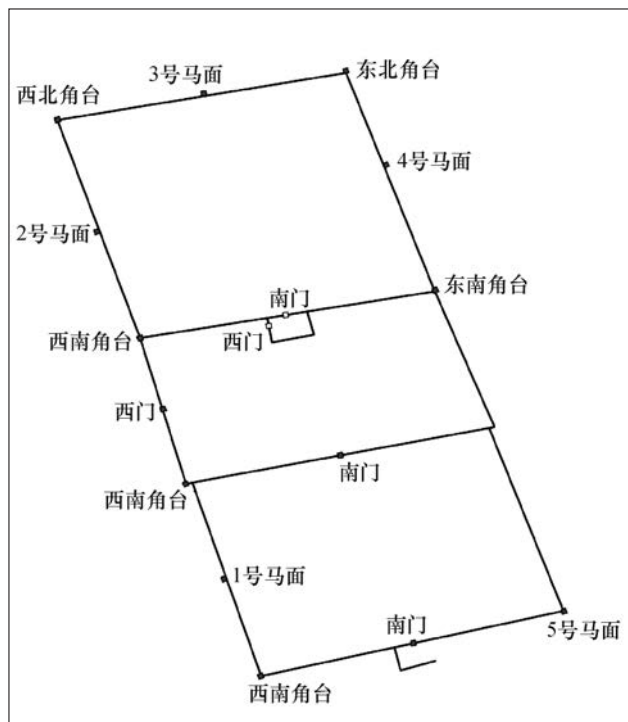 3号马面
东北角台
西北角台
4号马面
2号马面
东南角台
南门
西南角台
西门
西门
南门
西南角台
1号马面
南门
5号马面
西南角台